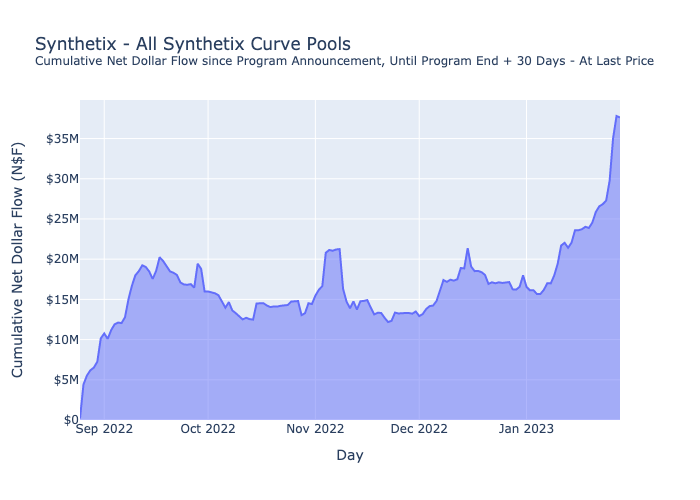 Synthetix - All Synthetix Curve Pools
Cumulative Net Dollar Flow since Program Announcement, Until Program End + 30 Days - At Last Price
Cumulative Net Dollar Flow (N$F)
$35M
$30M
$25M
$20M
$15M
$10M
$5M
$0
Sep 2022 Oct 2022 Nov 2022 Dec 2022 Jan 2023
Day